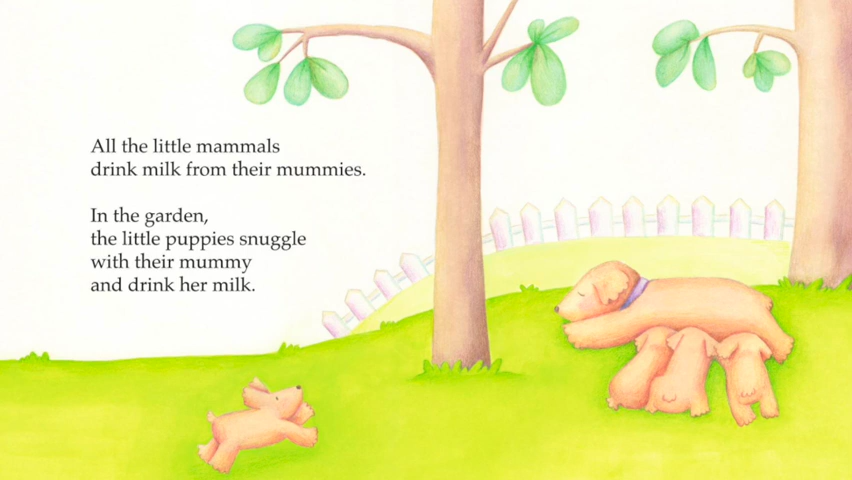 All the little mammals
drink milk from their mummies.
In the garden,
the little puppies snuggle
with their mummy
and drink her milk.